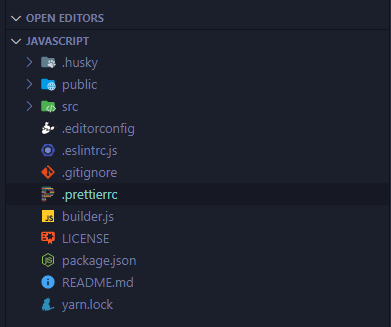 OPEN EDITORS
JAVASCRIPT
.husky
public
src
.editorconfig
.eslintrc.js
.gitignore
.prettierrc
JS builder.js
LICENSE
package.json
README.md
yarn.lock